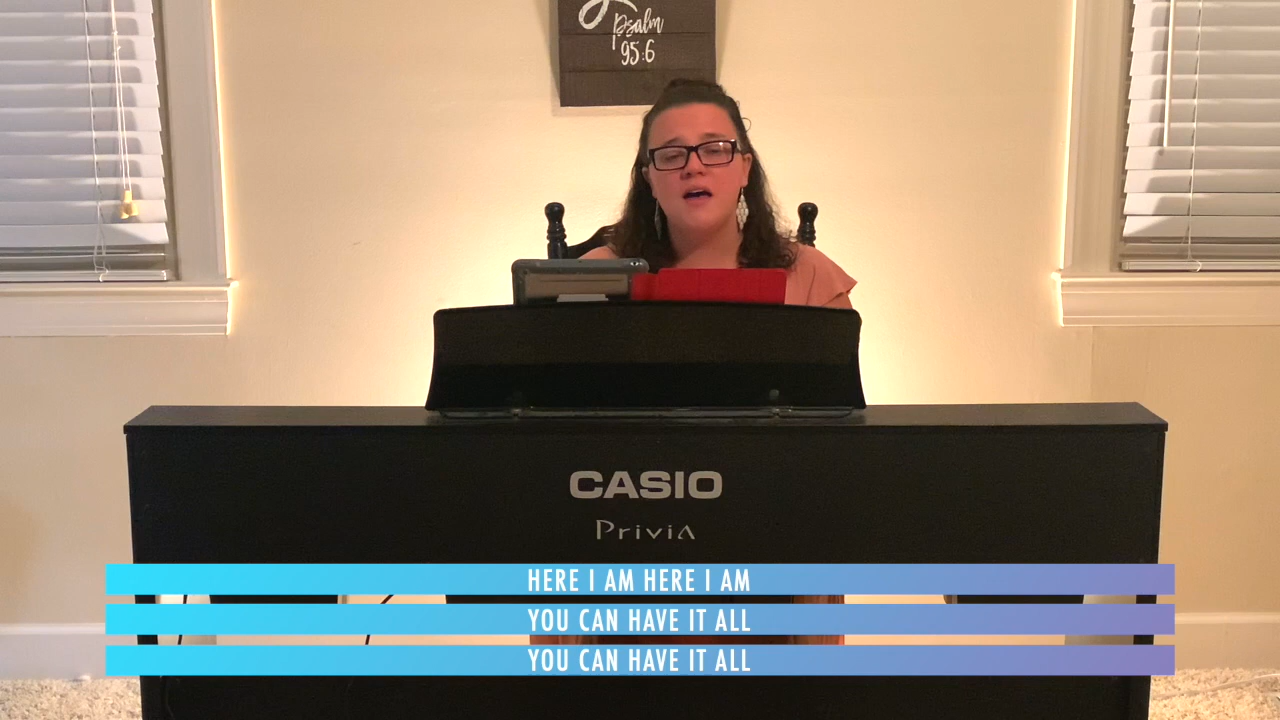 Psalm
95:6
CASIO
Privia
HERE I AM HERE I AM
YOU CAN HAVE IT ALL
YOU CAN HAVE IT ALL